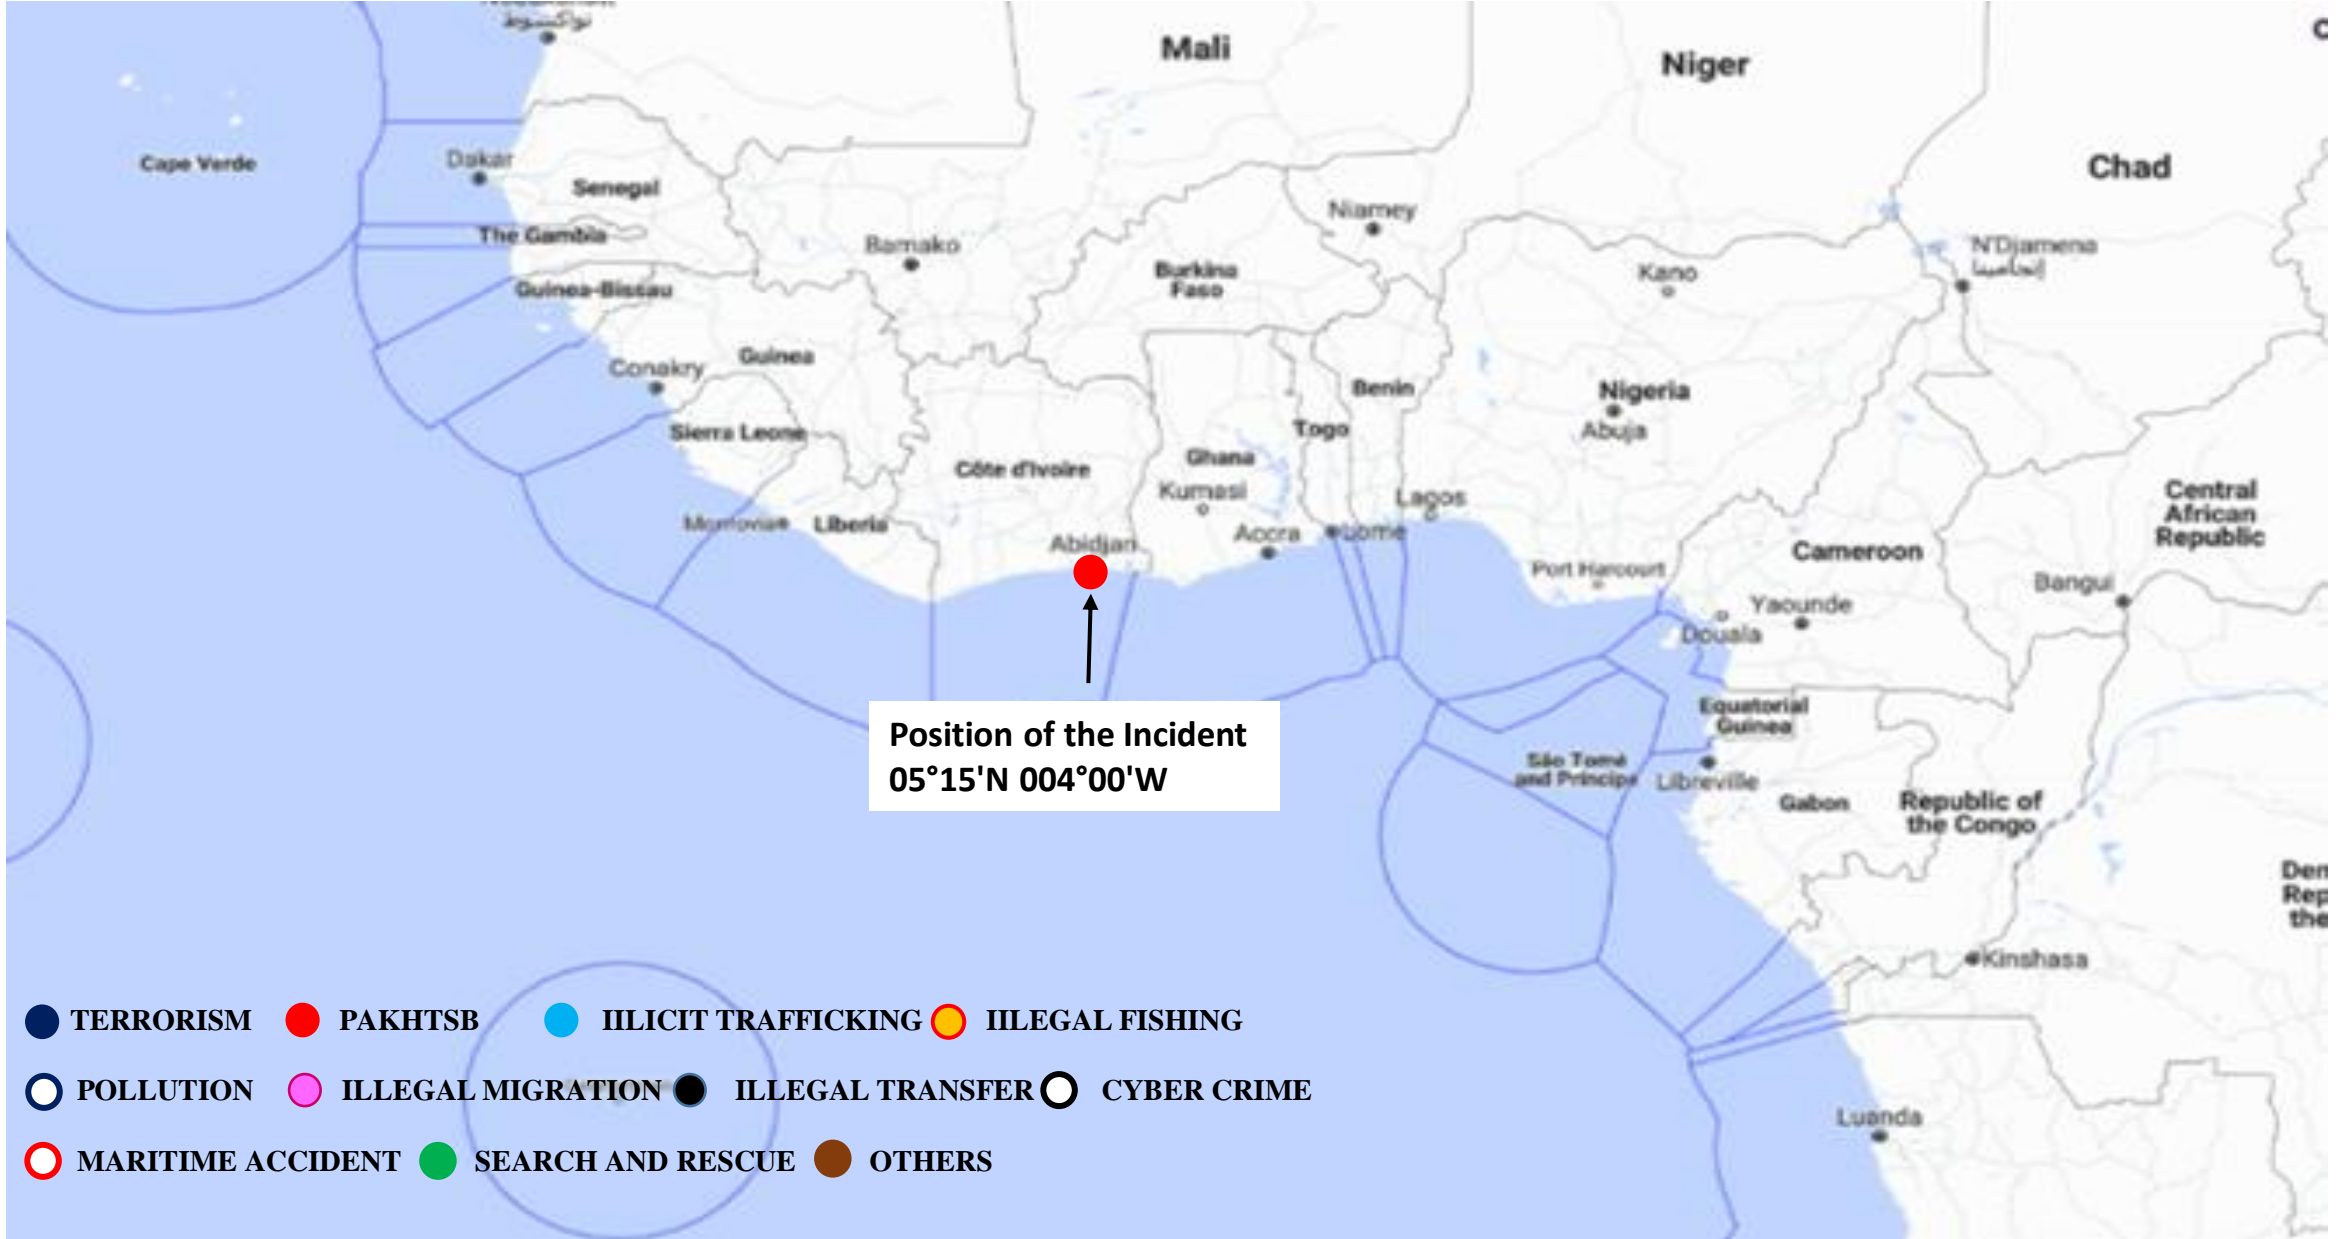 نواكشوط
Mali
Niger
Cape Verde
Dakar
Senegal
Chad
The Gambia
Bamako
Niamey
N'Djamena
إنجامينا
Kano
Burkina
Faso
Guinea-Bissau
Guinea
Conakry
Benin
Nigeria
Abuja
Sierra Leone
Togo
Côte d'Ivoire
Ghana
Kumasi
Lagos
Central
African
Republic
Monrovia
Liberia
Abidjan
Accra
Lome
Cameroon
Port Harcourt
Bangui
Yaounde
Douala
Equatorial
Guinea
Position of the Incident
05°15'N 004°00'W
São Tomé
and Príncipe
Libreville
Gabon
Republic of
the Congo
Kinshasa
TERRORISM
PAKHTSB
IILICIT TRAFFICKING
IILEGAL FISHING
POLLUTION
ILLEGAL MIGRATION
ILLEGAL TRANSFER
CYBER CRIME
Luanda
MARITIME ACCIDENT
SEARCH AND RESCUE
OTHERS